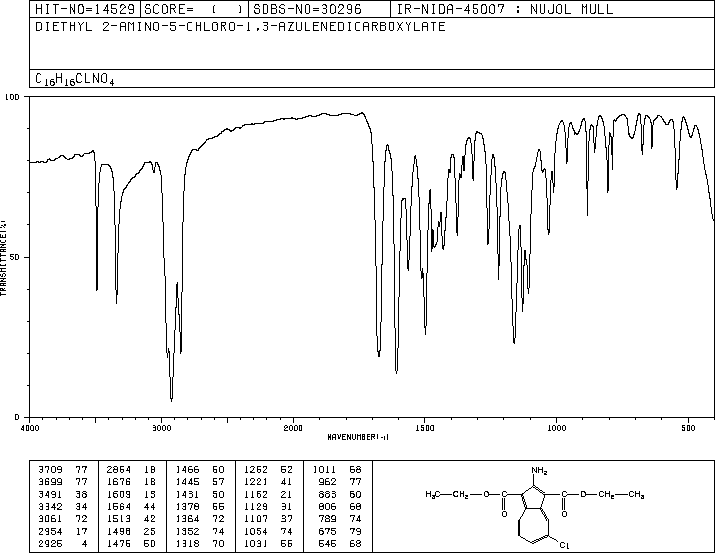 HIT-NO=14529 SCORE= ( ) SDBS-NO=30296 IR-NIDA-45007 : NUJOL MULL
DIETHYL 2-AMINO-5-CHLORO-1,3-AZULENEDICARBOXYLATE
C16H16CLNO4
100
50
0
TRANSMITTANCE(%)
4000 3000 2000 1500 1000 500
WAVENUMBER(-1)
3709 77 2854 18 1466 50 1262 52 1011 68
3699 77 1676 18 1445 57 1221 41 962 77
3491 38 1609 13 1431 50 1162 21 883 60
3342 34 1564 44 1378 55 1129 31 806 68
3061 72 1513 42 1364 72 1107 37 789 74
2954 17 1498 25 1352 74 1054 74 675 79
2925 4 1475 50 1318 70 1031 55 545 68
NH2
H3C—CH2—O—C C—O—CH2—CH3
O O
Cl